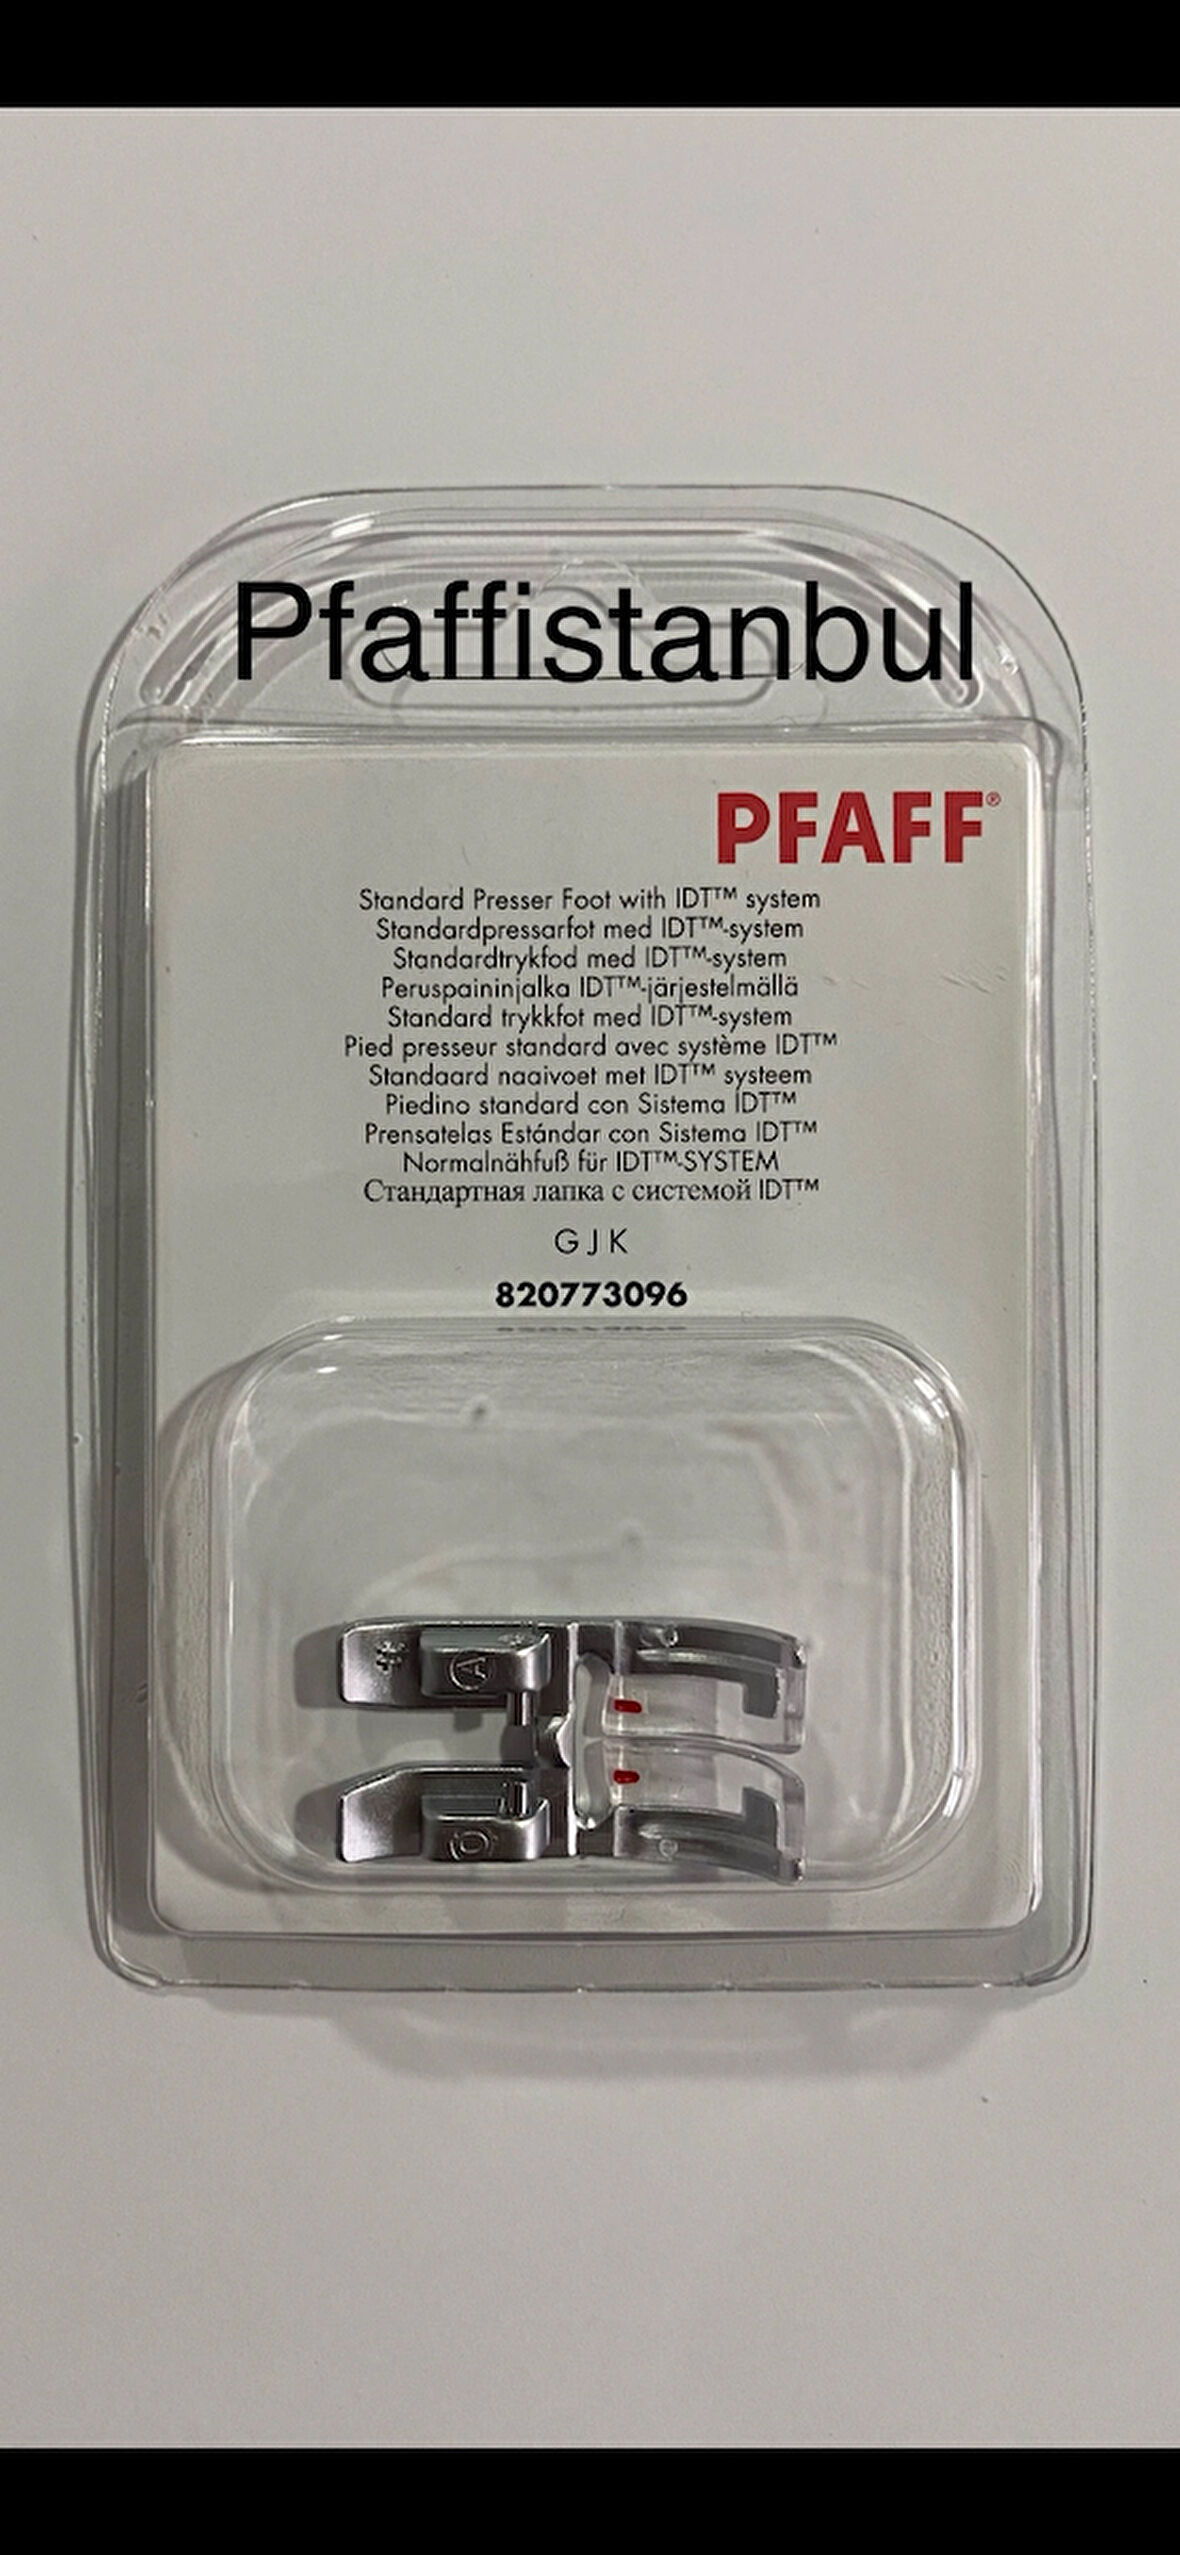 Pfaffistanbul
PFAFF®
Standard Presser Foot with IDT™ system
Standardpressarfot med IDT™-system
Standardtrykfod med IDT™-system
Peruspaininjalka IDT™-järjestelmällä
Standard trykkfot med IDT™-system
Pied presseur standard avec système IDT™
Standaard naaivoet met IDT™ systeem
Piedino standard con Sistema IDT™
Prensatelas Estándar con Sistema IDT™
Normalnähfuß für IDT™-SYSTEM
Стандартная лапка с системой IDT™
G J K
820773096
A